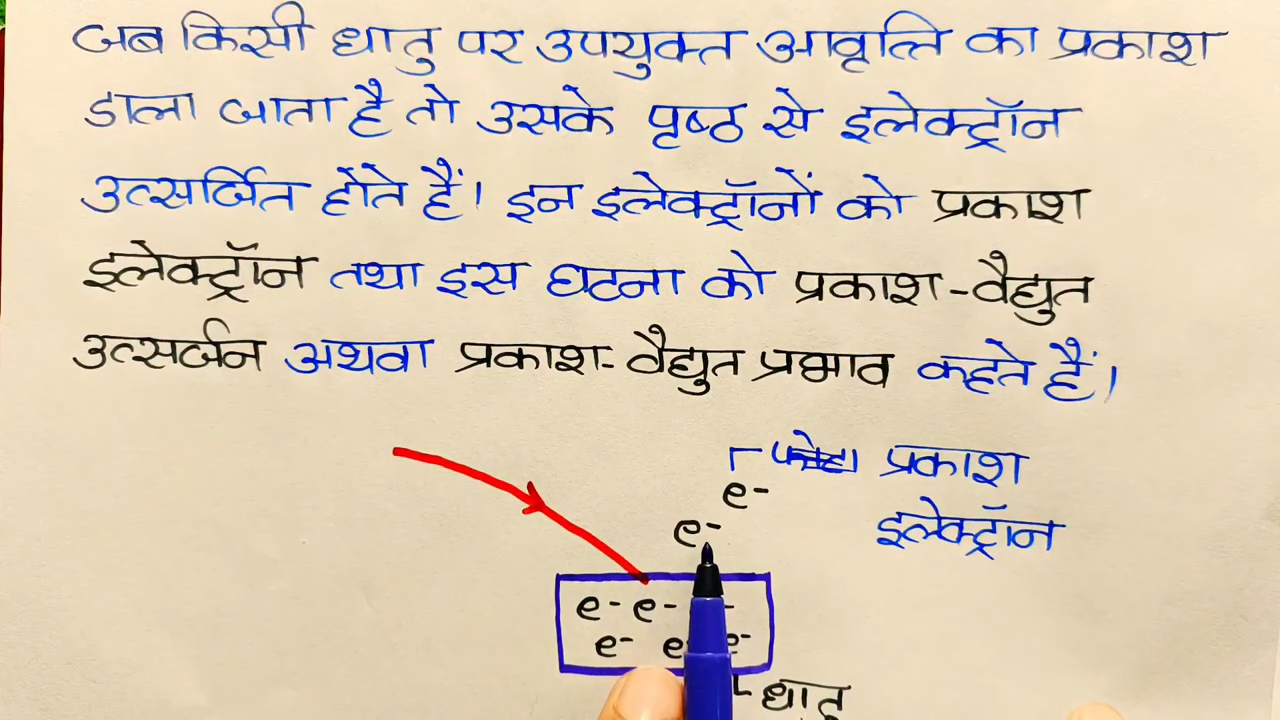 जब किसी धातु पर उपयुक्त आवृत्ति का प्रकाश
डाला जाता है तो उसके पृष्ठ से इलेक्ट्रॉन
उत्सर्जित होते हैं। इन इलेक्ट्रॉनों को प्रकाश
इलेक्ट्रॉन तथा इस घटना को प्रकाश-वैद्युत
उत्सर्जन अथवा प्रकाश-वैद्युत प्रभाव कहते हैं।
प्रकाश
e-
इलेक्ट्रॉन
e-
e- e- -
e- e e-
धातु